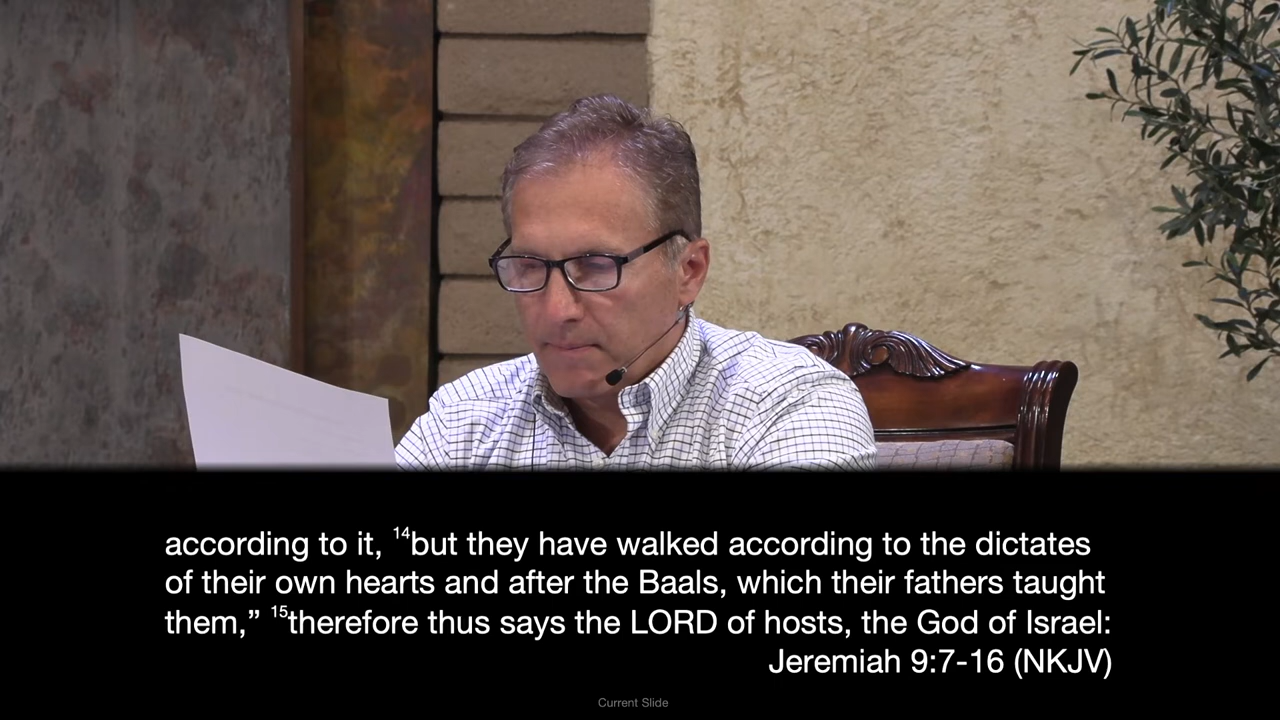 according to it, ¹⁴but they have walked according to the dictates
of their own hearts and after the Baals, which their fathers taught
them,” ¹⁵therefore thus says the LORD of hosts, the God of Israel:
Jeremiah 9:7-16 (NKJV)
Current Slide